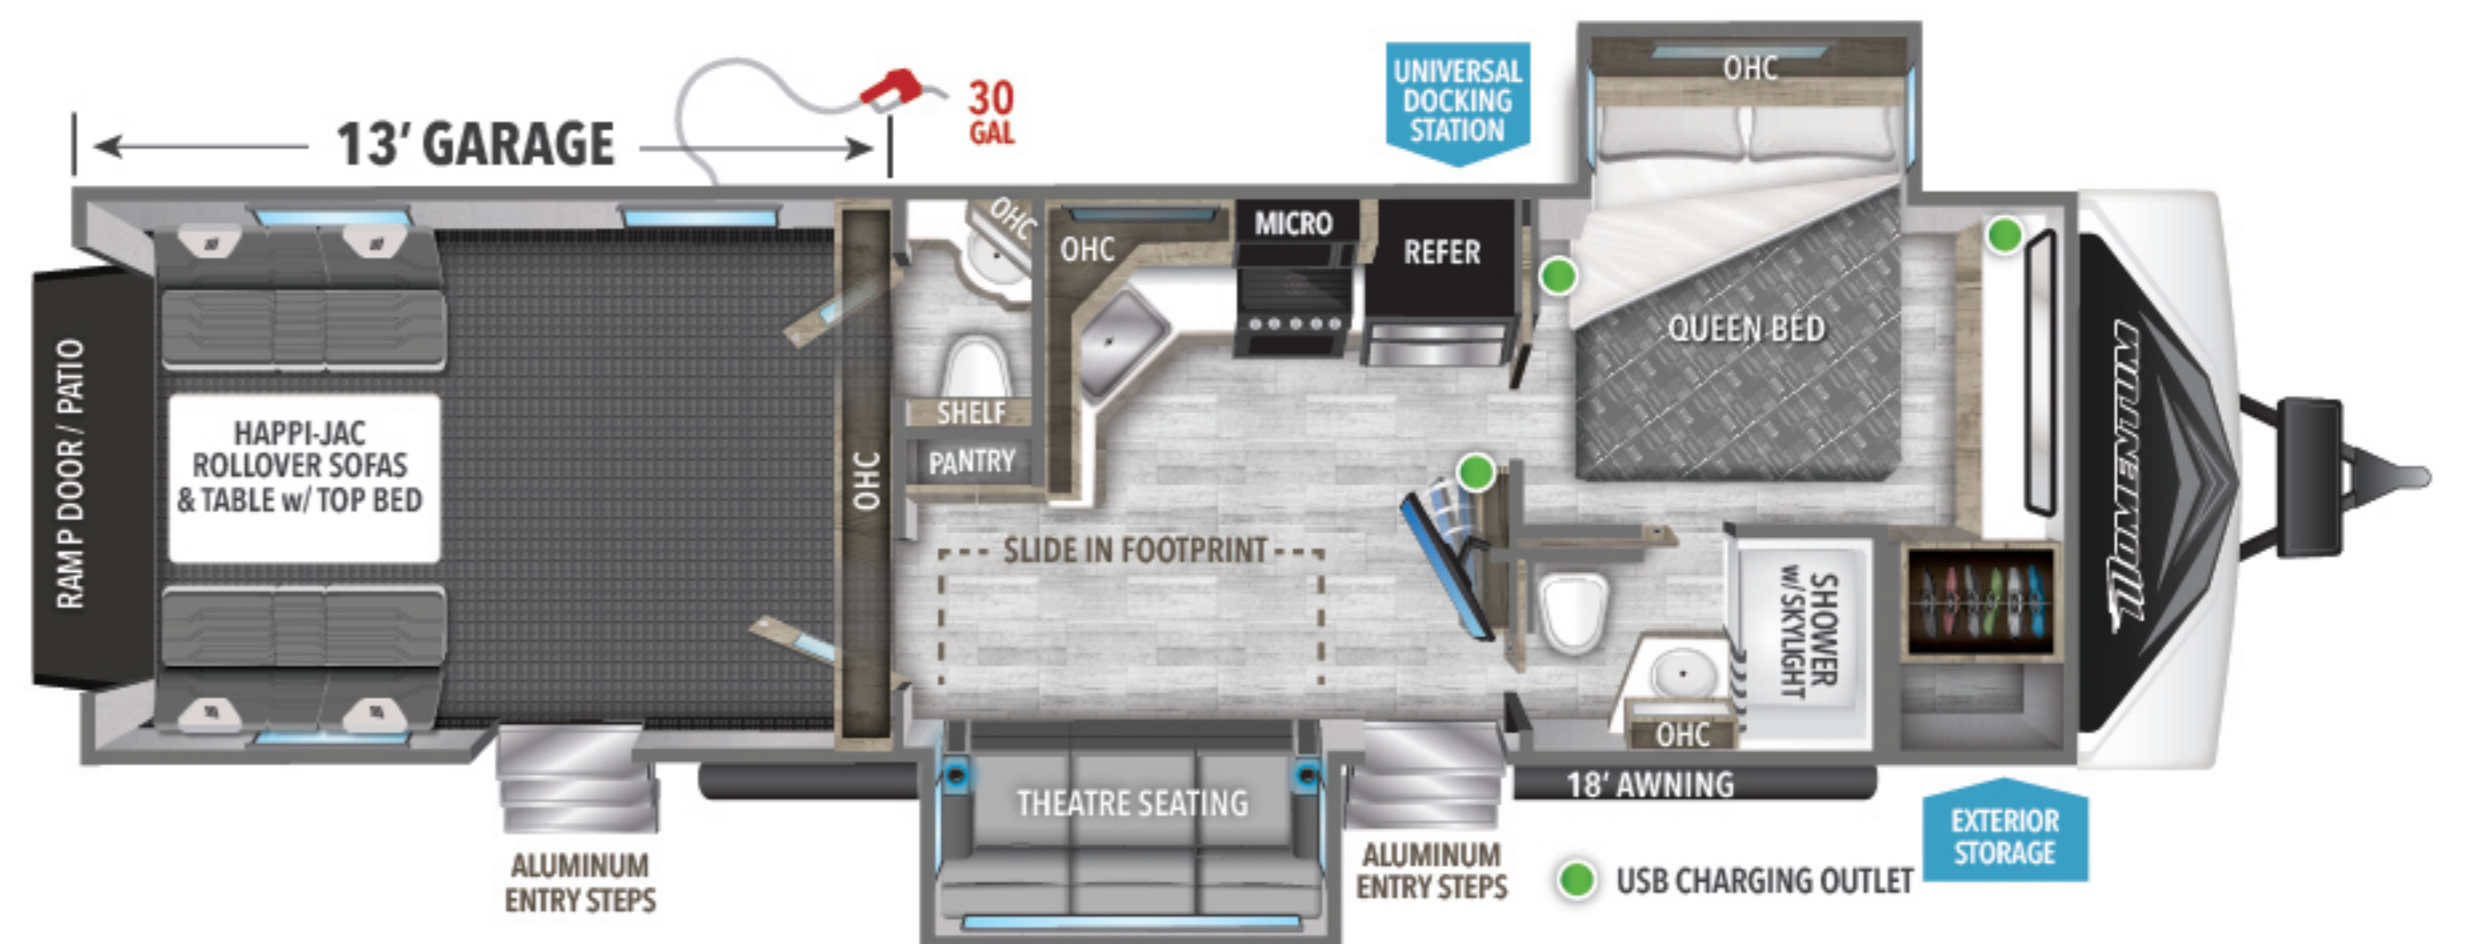 13' GARAGE
30
GAL
UNIVERSAL
DOCKING
STATION
OHC
OHC
OHC
MICRO
REFER
QUEEN BED
RAMP DOOR / PATIO
HAPPI-JAC
ROLLOVER SOFAS
& TABLE w/ TOP BED
OHC
SHELF
PANTRY
SLIDE IN FOOTPRINT
SHOWER
w/SKYLIGHT
MOMENTUM
OHC
THEATRE SEATING
18' AWNING
ALUMINUM
ENTRY STEPS
ALUMINUM
ENTRY STEPS
USB CHARGING OUTLET
EXTERIOR
STORAGE